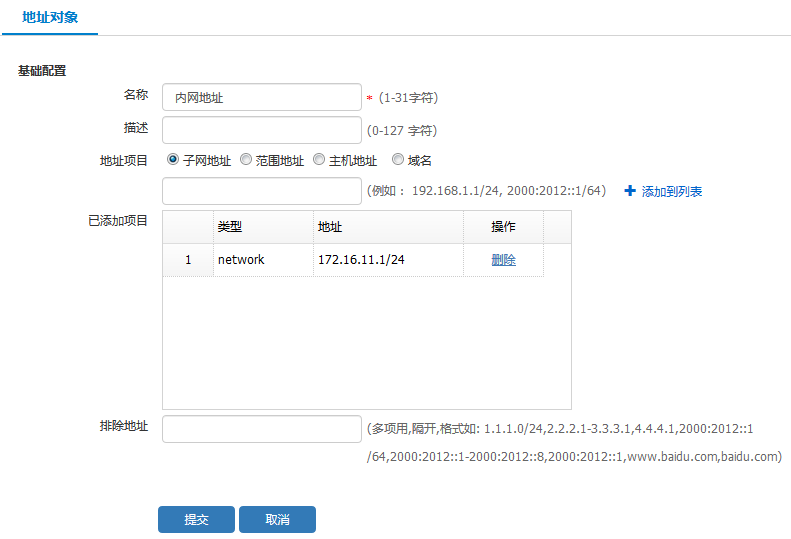 地址对象
基础配置
名称 内网地址 * (1-31字符)
描述 (0-127 字符)
地址项目 子网地址 范围地址 主机地址 域名
(例如： 192.168.1.1/24, 2000:2012::1/64) + 添加到列表
已添加项目 类型 地址 操作
1 network 172.16.11.1/24 删除
排除地址 (多项用,隔开,格式如: 1.1.1.0/24,2.2.2.1-3.3.3.1,4.4.4.1,2000:2012::1
/64,2000:2012::1-2000:2012::8,2000:2012::1,www.baidu.com,baidu.com)
提交 取消